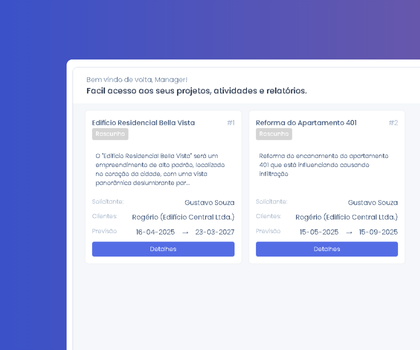 Bem vindo de volta, Manager!
Facil acesso aos seus projetos, atividades e relatórios.
Edifício Residencial Bella Vista #1
Rascunho
O "Edifício Residencial Bella Vista" será um
empreendimento de alto padrão, localizado
no coração da cidade, com uma vista
panorâmica deslumbrante par...
Solicitante: Gustavo Souza
Clientes: Rogério (Edifício Central Ltda.)
Previsão: 16-04-2025 → 23-03-2027
Detalhes
Reforma do Apartamento 401 #2
Rascunho
Reforma do encanamento do apartamento
401 que está influenciando causando
infiltração
Solicitante: Gustavo Souza
Clientes: Rogério (Edifício Central Ltda.)
Previsão: 15-05-2025 → 15-09-2025
Detalhes